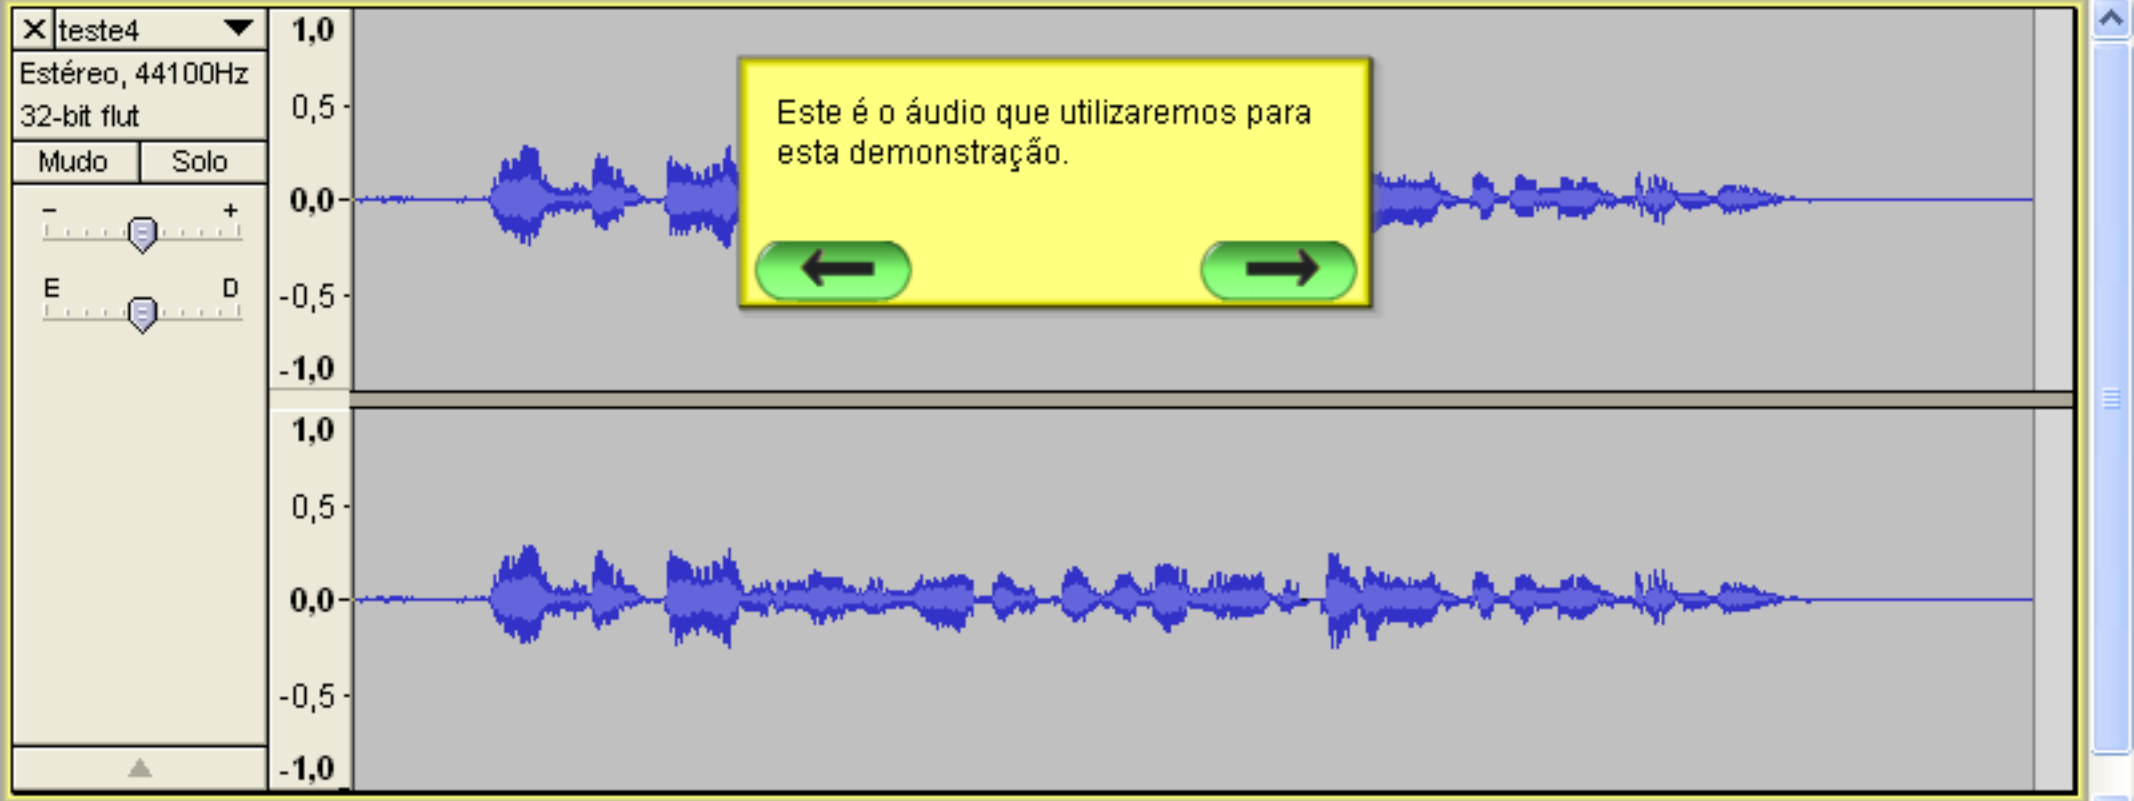 teste4
Estéreo, 44100Hz
32-bit flut
Mudo Solo
- +
E D
1,0
0,5
0,0
-0,5
-1,0
Este é o áudio que utilizaremos para
esta demonstração.
1,0
0,5
0,0
-0,5
-1,0